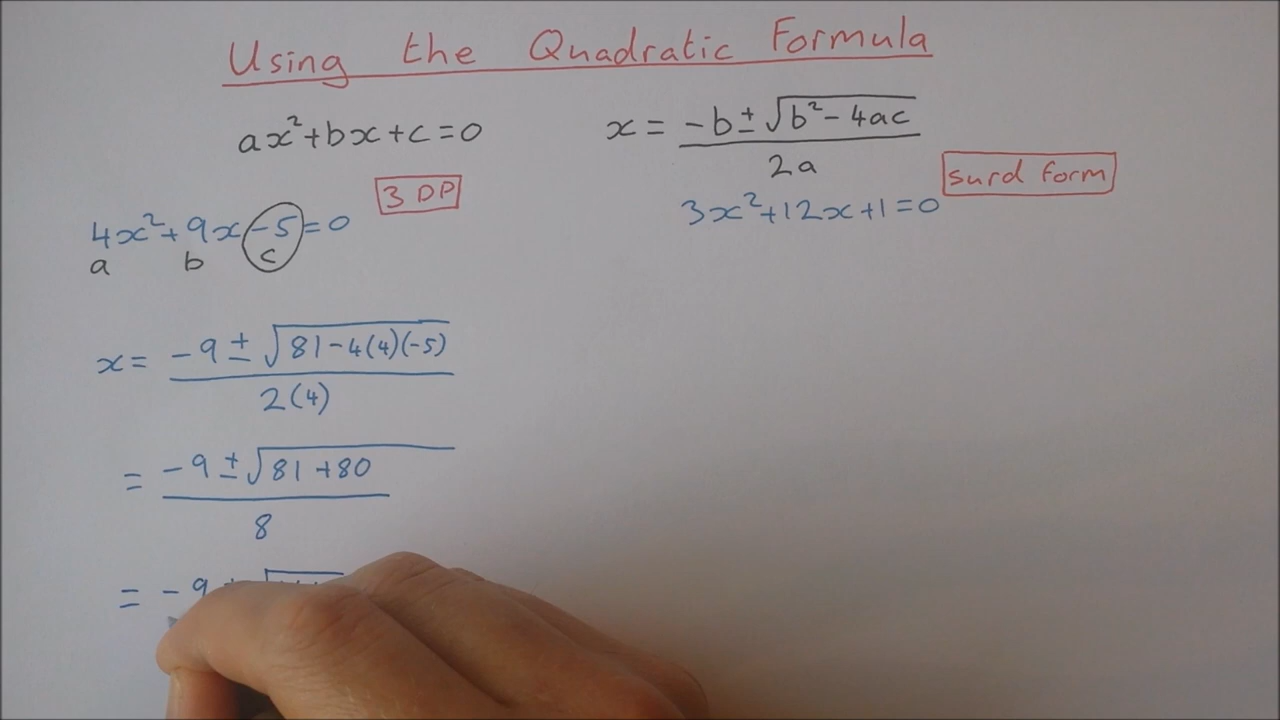 Using the Quadratic Formula
ax²+bx+c=0
x = -b±√b²-4ac / 2a
3 DP
surd form
4x²+9x-5=0
a b c
3x²+12x+1=0
x = -9±√81-4(4)(-5) / 2(4)
= -9±√81+80 / 8
= -9